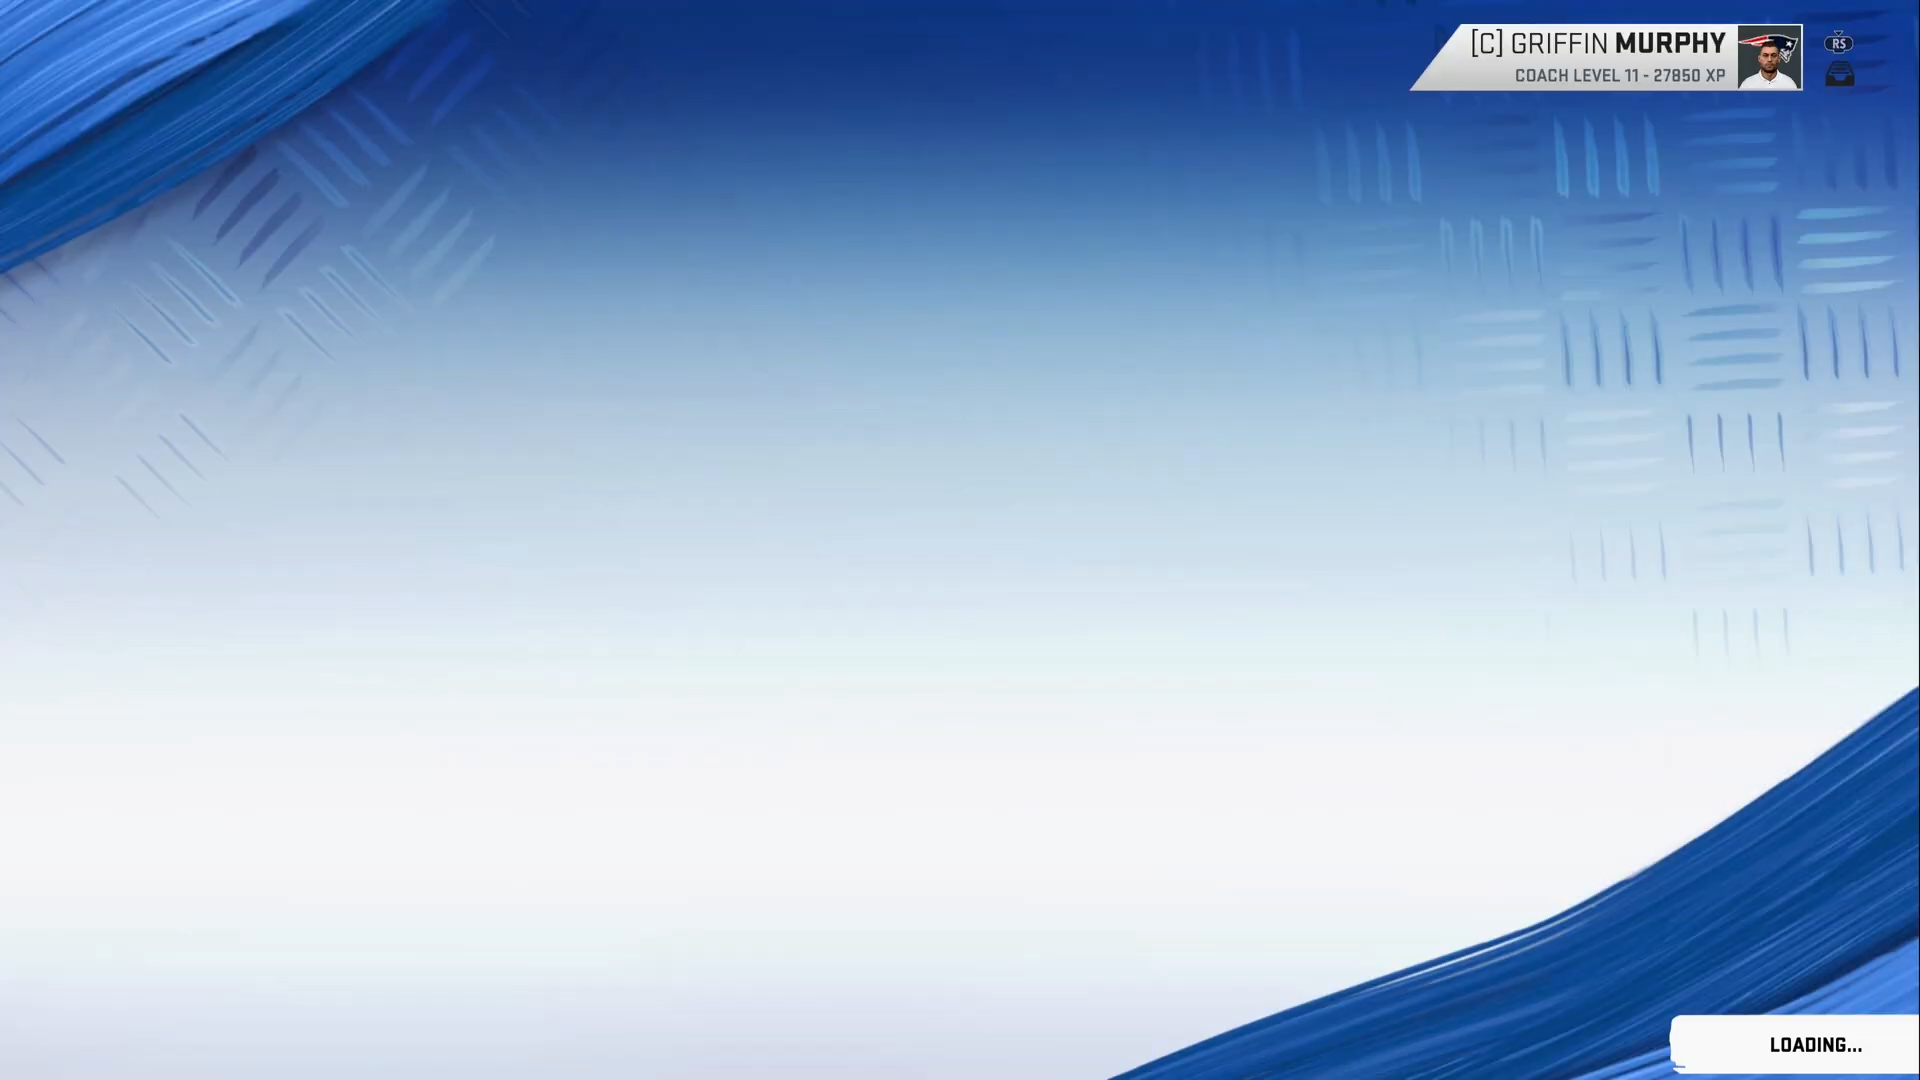 [C] GRIFFIN MURPHY
COACH LEVEL 11 - 27850 XP
RS
LOADING...